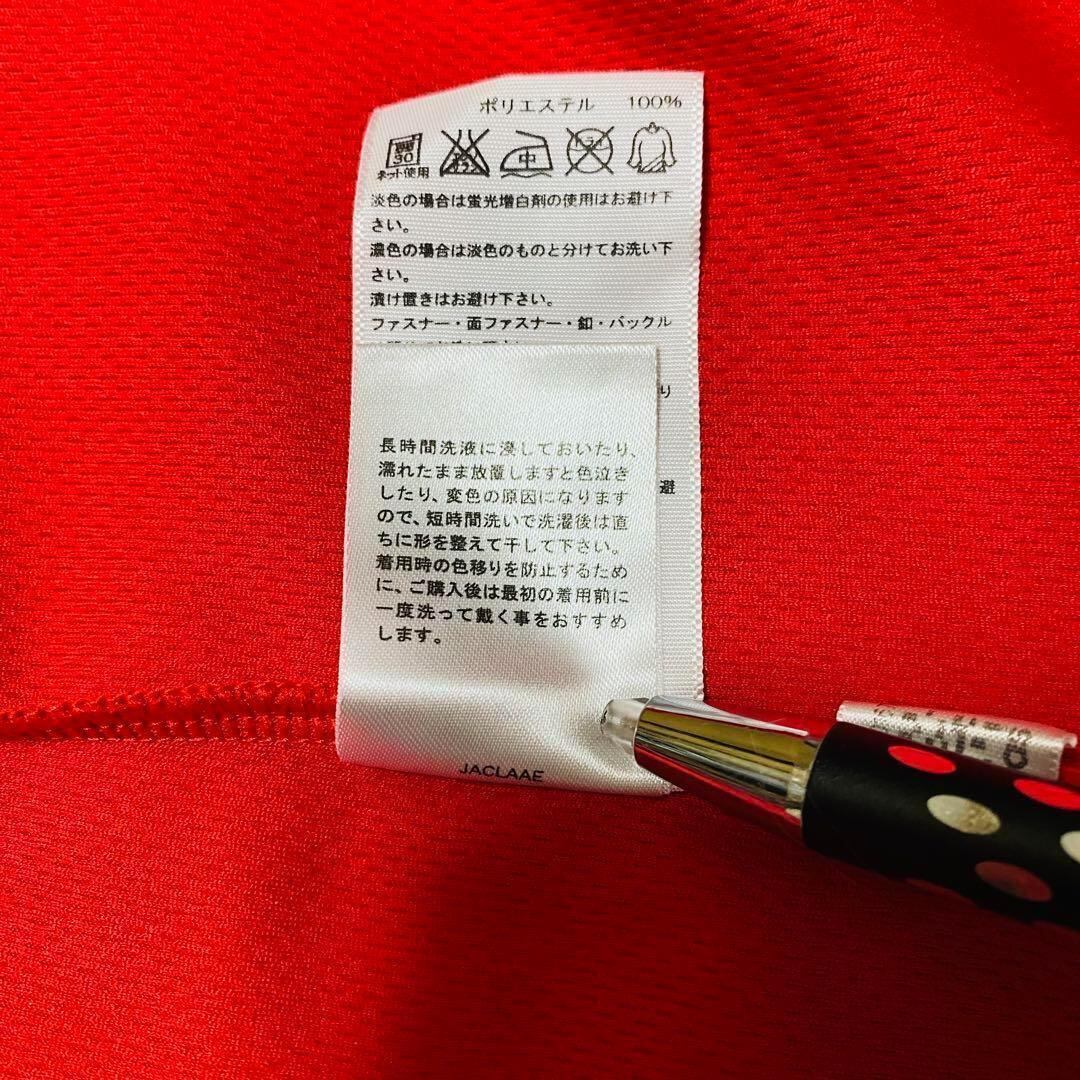 ポリエステル 100%
30
ネット使用
中
淡色の場合は蛍光増白剤の使用はお避け下
さい。
濃色の場合は淡色のものと分けてお洗い下
さい。
漬け置きはお避け下さい。
ファスナー・面ファスナー・釦・バックル
り
避
長時間洗液に浸しておいたり、
濡れたまま放置しますと色泣き
したり、変色の原因になります
ので、短時間洗いで洗濯後は直
ちに形を整えて干して下さい。
着用時の色移りを防止するため
に、ご購入後は最初の着用前に
一度洗って戴く事をおすすめ
します。
JACLAAE